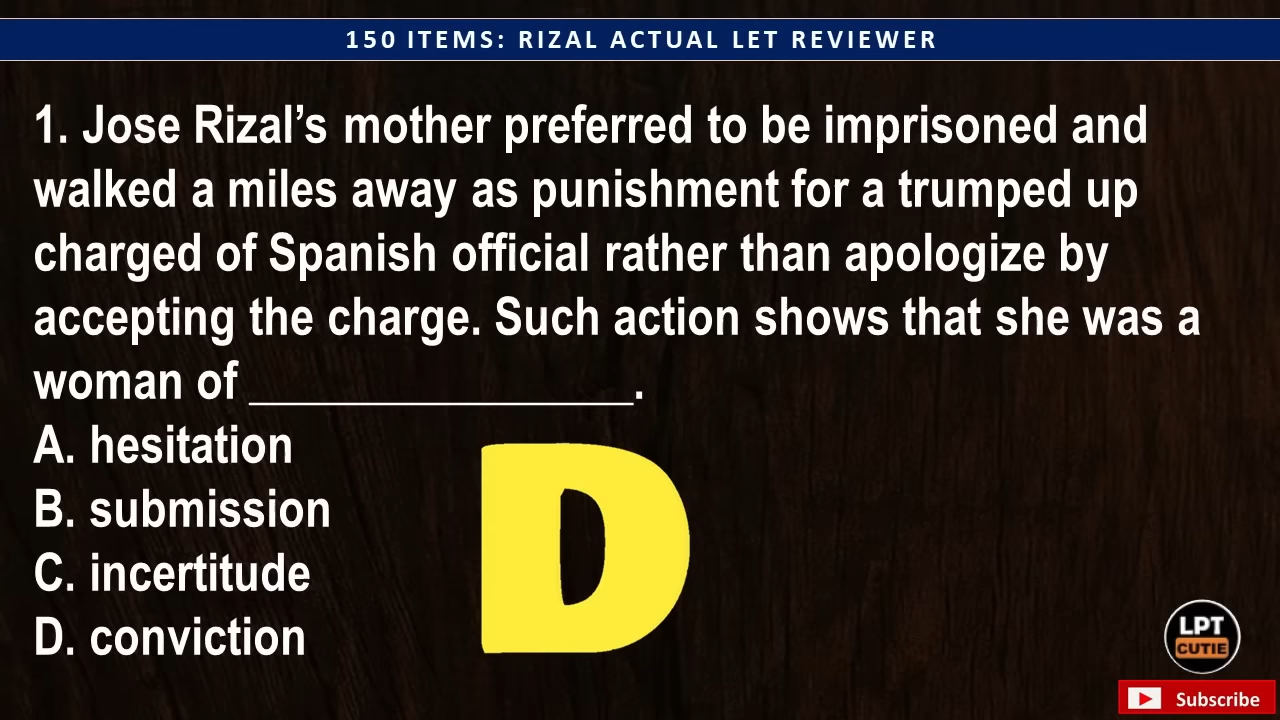 150 ITEMS: RIZAL ACTUAL LET REVIEWER
1. Jose Rizal’s mother preferred to be imprisoned and
walked a miles away as punishment for a trumped up
charged of Spanish official rather than apologize by
accepting the charge. Such action shows that she was a
woman of __________________.
A. hesitation
B. submission
C. incertitude
D. conviction
D
LPT
CUTIE
Subscribe